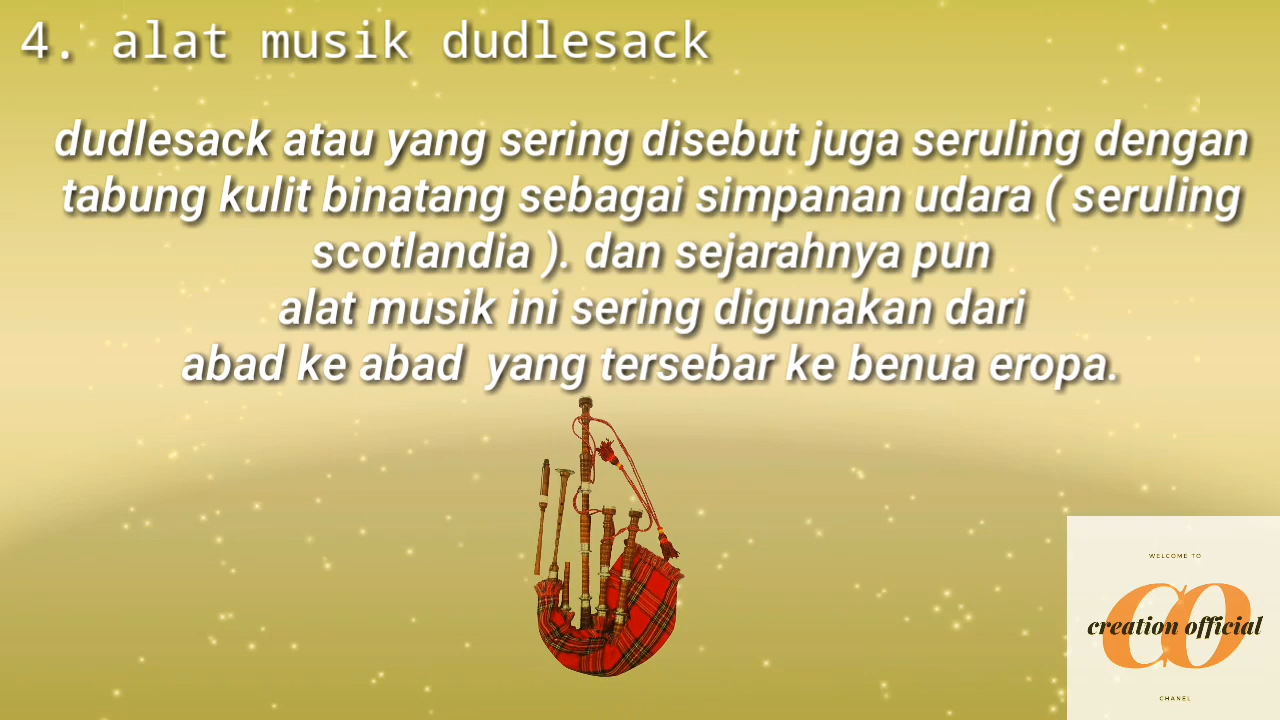 4. alat musik dudlesack
dudlesack atau yang sering disebut juga seruling dengan
tabung kulit binatang sebagai simpanan udara ( seruling
scotlandia ). dan sejarahnya pun
alat musik ini sering digunakan dari
abad ke abad  yang tersebar ke benua eropa.
WELCOME TO
CO
creation official
CHANEL